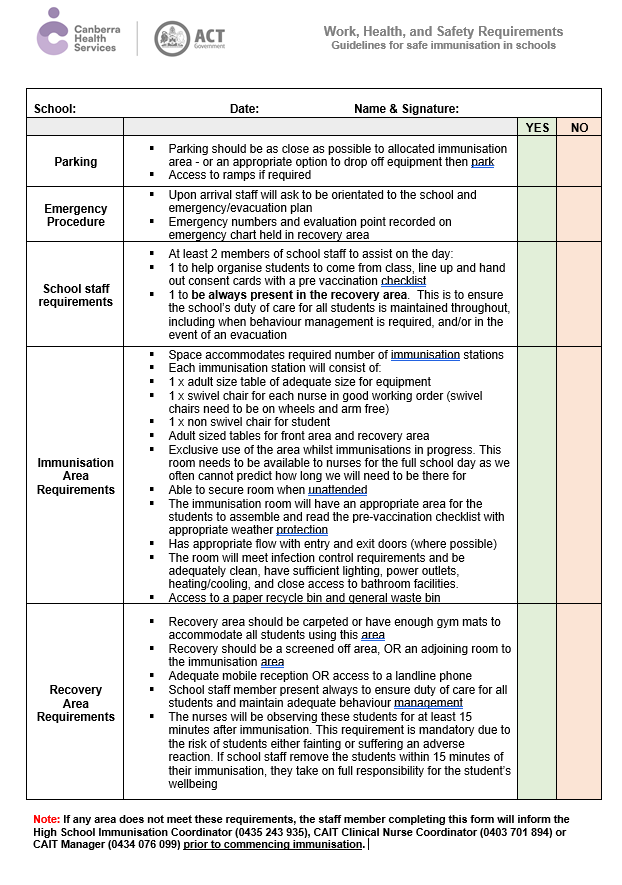 Canberra
Health
Services
ACT
Government
Work, Health, and Safety Requirements
Guidelines for safe immunisation in schools
School: Date: Name & Signature:
YES NO
Parking
▪ Parking should be as close as possible to allocated immunisation
area - or an appropriate option to drop off equipment then park
▪ Access to ramps if required
Emergency
Procedure
▪ Upon arrival staff will ask to be orientated to the school and
emergency/evacuation plan
▪ Emergency numbers and evaluation point recorded on
emergency chart held in recovery area
School staff
requirements
▪ At least 2 members of school staff to assist on the day:
▪ 1 to help organise students to come from class, line up and hand
out consent cards with a pre vaccination checklist
▪ 1 to be always present in the recovery area. This is to ensure
the school's duty of care for all students is maintained throughout,
including when behaviour management is required, and/or in the
event of an evacuation
Immunisation
Area
Requirements
▪ Space accommodates required number of immunisation stations
▪ Each immunisation station will consist of:
▪ 1 x adult size table of adequate size for equipment
▪ 1 x swivel chair for each nurse in good working order (swivel
chairs need to be on wheels and arm free)
▪ 1 x non swivel chair for student
▪ Adult sized tables for front area and recovery area
▪ Exclusive use of the area whilst immunisations in progress. This
room needs to be available to nurses for the full school day as we
often cannot predict how long we will need to be there for
▪ Able to secure room when unattended
▪ The immunisation room will have an appropriate area for the
students to assemble and read the pre-vaccination checklist with
appropriate weather protection
▪ Has appropriate flow with entry and exit doors (where possible)
▪ The room will meet infection control requirements and be
adequately clean, have sufficient lighting, power outlets,
heating/cooling, and close access to bathroom facilities.
▪ Access to a paper recycle bin and general waste bin
Recovery
Area
Requirements
▪ Recovery area should be carpeted or have enough gym mats to
accommodate all students using this area
▪ Recovery should be a screened off area, OR an adjoining room to
the immunisation area
▪ Adequate mobile reception OR access to a landline phone
▪ School staff member present always to ensure duty of care for all
students and maintain adequate behaviour management
▪ The nurses will be observing these students for at least 15
minutes after immunisation. This requirement is mandatory due to
the risk of students either fainting or suffering an adverse
reaction. If school staff remove the students within 15 minutes of
their immunisation, they take on full responsibility for the student's
wellbeing
Note: If any area does not meet these requirements, the staff member completing this form will inform the
High School Immunisation Coordinator (0435 243 935), CAIT Clinical Nurse Coordinator (0403 701 894) or
CAIT Manager (0434 076 099) prior to commencing immunisation.